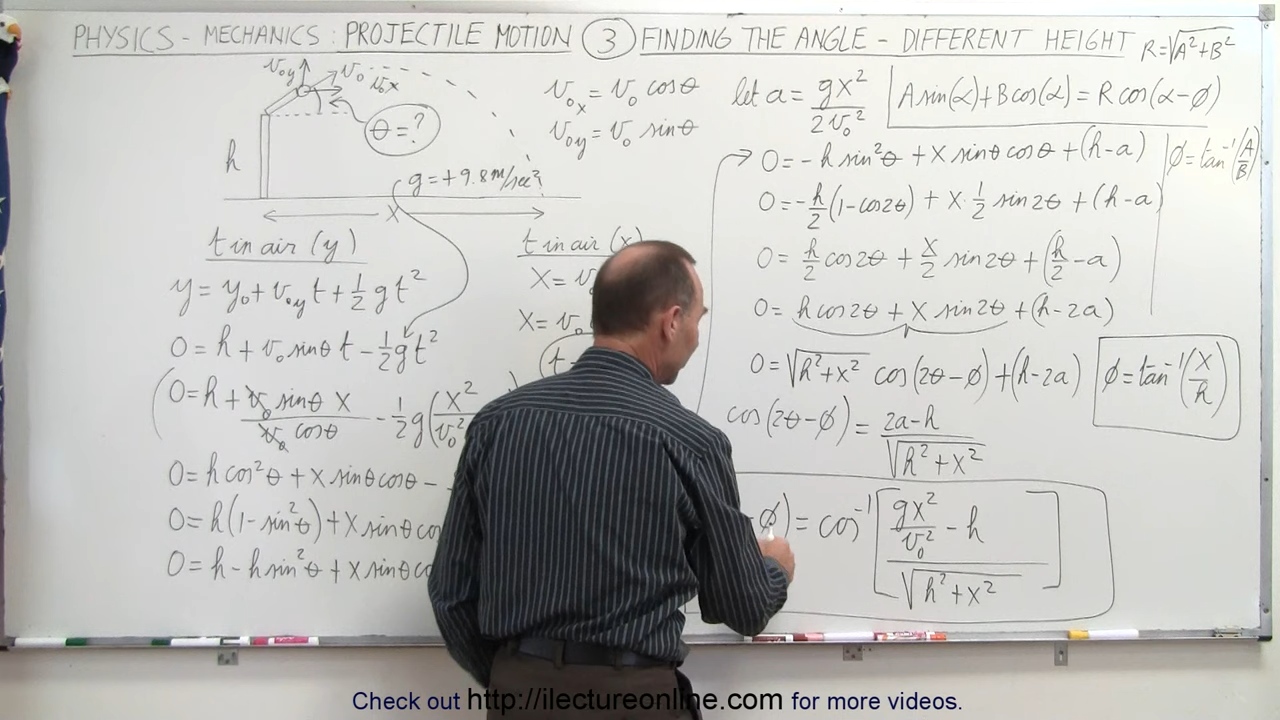 PHYSICS - MECHANICS: PROJECTILE MOTION ③ FINDING THE ANGLE - DIFFERENT HEIGHT
R=√(A²+B²)
v₀y v₀ v₀x
θ=?
h
g=+9.8 m/sec²
X
v₀ₓ = v₀ cosθ
v₀y = v₀ sinθ
t in air (y)
y = y₀ + v₀y t + ½ g t²
0 = h + v₀ sinθ t - ½ g t²
0 = h + v₀ sinθ X / v₀ cosθ - ½ g (X² / v₀²
0 = h cos²θ + X sinθ cosθ -
0 = h(1 - sin²θ) + X sinθ co
0 = h - h sin²θ + X sinθ co
t in air (x)
X = v₀
X = v₀
t
let a = gx² / 2v₀²
A sin(α) + B cos(α) = R cos(α-φ)
φ = tan⁻¹(A/B)
0 = -h sin²θ + X sinθ cosθ + (h-a)
0 = -h/2 (1-cos2θ) + X·½ sin2θ + (h-a)
0 = h/2 cos2θ + X/2 sin2θ + (h/2 - a)
0 = h cos2θ + X sin2θ + (h-2a)
0 = √(h²+x²) cos(2θ-φ) + (h-2a)
φ = tan⁻¹(X/h)
cos(2θ-φ) = 2a-h / √(h²+x²)
-φ) = cos⁻¹[gx²/v₀² - h / √(h²+x²)]
Check out http://ilectureonline.com for more videos.